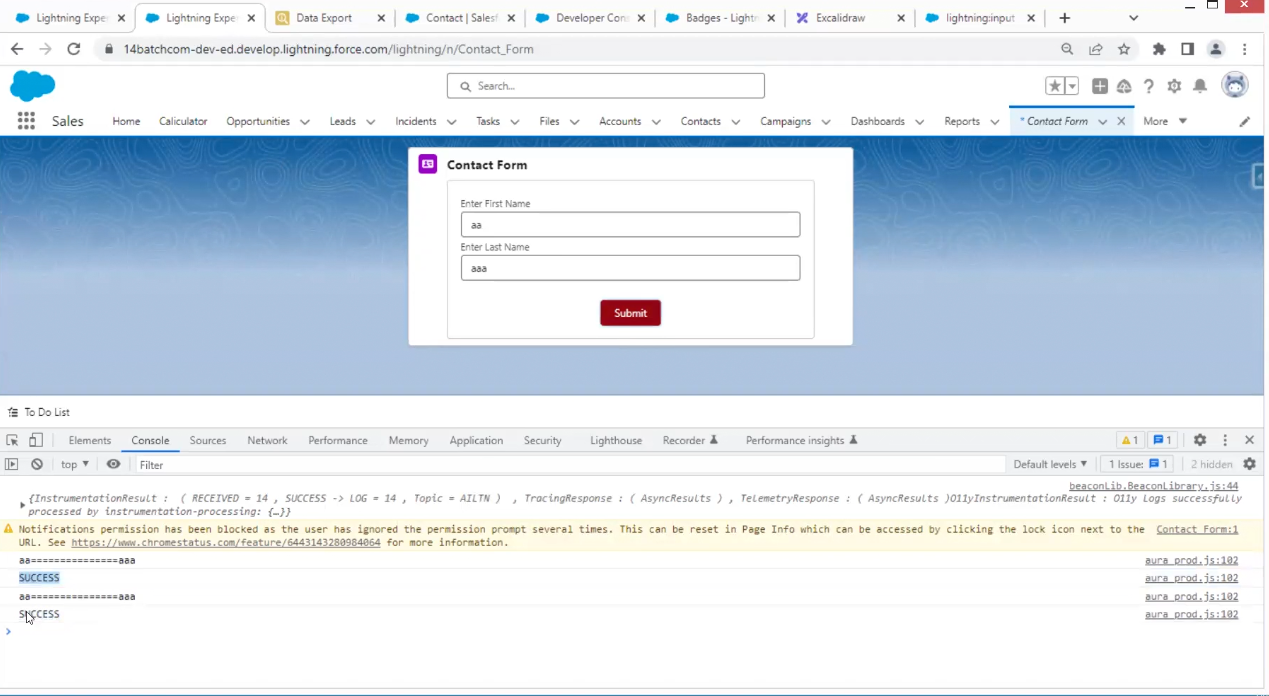 Lightning Expe
Lightning Expe
Data Export
Contact | Salesf
Developer Con
Badges - Lightn
Excalidraw
lightning:input
14batchcom-dev-ed.develop.lightning.force.com/lightning/n/Contact_Form
Search...
Sales
Home
Calculator
Opportunities
Leads
Incidents
Tasks
Files
Accounts
Contacts
Campaigns
Dashboards
Reports
* Contact Form
More
Contact Form
Enter First Name
aa
Enter Last Name
aaa
Submit
To Do List
Elements
Console
Sources
Network
Performance
Memory
Application
Security
Lighthouse
Recorder
Performance insights
1
1
top
Filter
Default levels
1 Issue: 1
2 hidden
beaconLib.BeaconLibrary.js:44
{InstrumentationResult : ( RECEIVED = 14 , SUCCESS -> LOG = 14 , Topic = AILTN ) , TracingResponse : ( AsyncResults ) , TelemetryResponse : ( AsyncResults )O11yInstrumentationResult : O11y Logs successfully
processed by instrumentation-processing: {…}}
Notifications permission has been blocked as the user has ignored the permission prompt several times. This can be reset in Page Info which can be accessed by clicking the lock icon next to the Contact_Form:1
URL. See https://www.chromestatus.com/feature/6443143280984064 for more information.
aa===============aaa aura_prod.js:102
SUCCESS aura_prod.js:102
aa===============aaa aura_prod.js:102
SUCCESS aura_prod.js:102